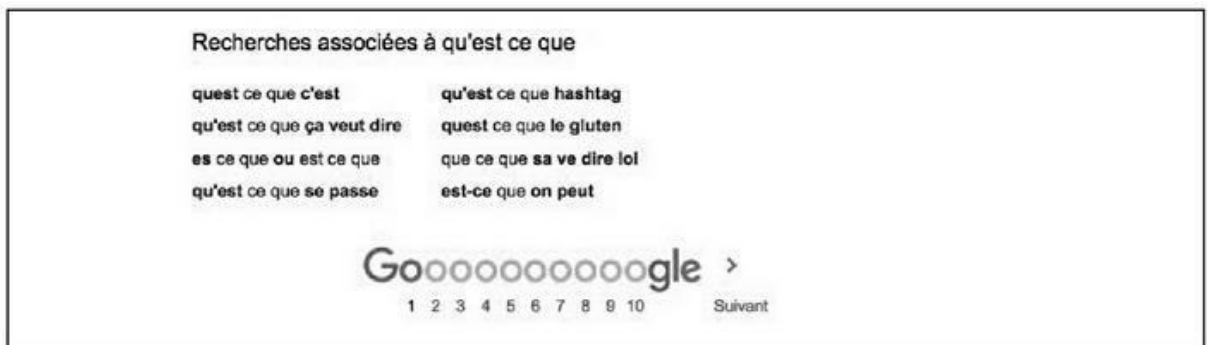 Recherches associées à qu'est ce que
quest ce que c'est
qu'est ce que hashtag
qu'est ce que ça veut dire
quest ce que le gluten
es ce que ou est ce que
que ce que sa ve dire lol
qu'est ce que se passe
est-ce que on peut
Goooooooooogle >
1 2 3 4 5 6 7 8 9 10 Suivant